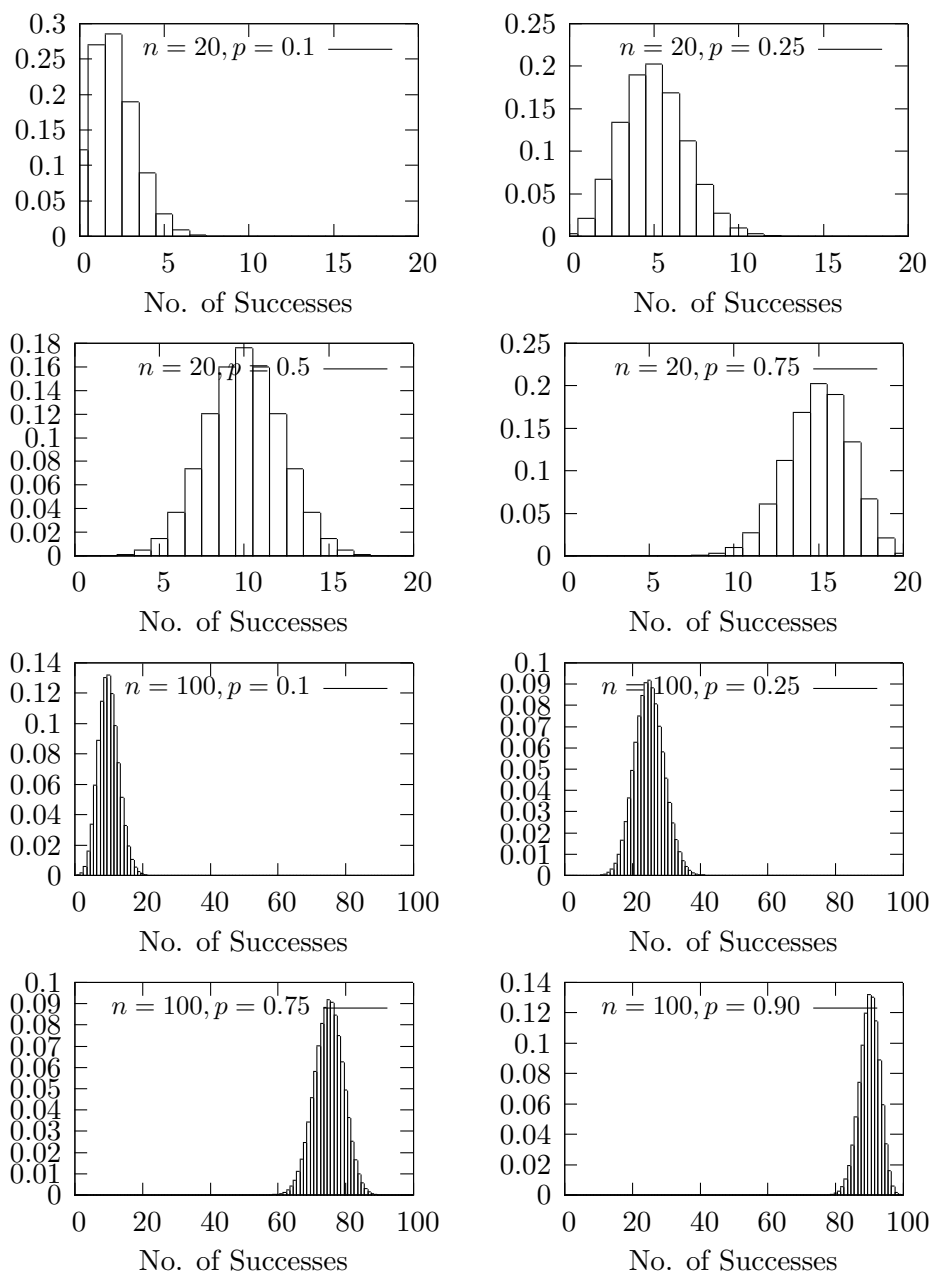 0.3
0.25
0.2
0.15
0.1
0.05
0
n = 20, p = 0.1
0 5 10 15 20
No. of Successes
0.25
0.2
0.15
0.1
0.05
0
n = 20, p = 0.25
0 5 10 15 20
No. of Successes
0.18
0.16
0.14
0.12
0.1
0.08
0.06
0.04
0.02
0
n = 20, p = 0.5
0 5 10 15 20
No. of Successes
0.25
0.2
0.15
0.1
0.05
0
n = 20, p = 0.75
0 5 10 15 20
No. of Successes
0.14
0.12
0.1
0.08
0.06
0.04
0.02
0
n = 100, p = 0.1
0 20 40 60 80 100
No. of Successes
0.1
0.09
0.08
0.07
0.06
0.05
0.04
0.03
0.02
0.01
0
n = 100, p = 0.25
0 20 40 60 80 100
No. of Successes
0.1
0.09
0.08
0.07
0.06
0.05
0.04
0.03
0.02
0.01
0
n = 100, p = 0.75
0 20 40 60 80 100
No. of Successes
0.14
0.12
0.1
0.08
0.06
0.04
0.02
0
n = 100, p = 0.90
0 20 40 60 80 100
No. of Successes